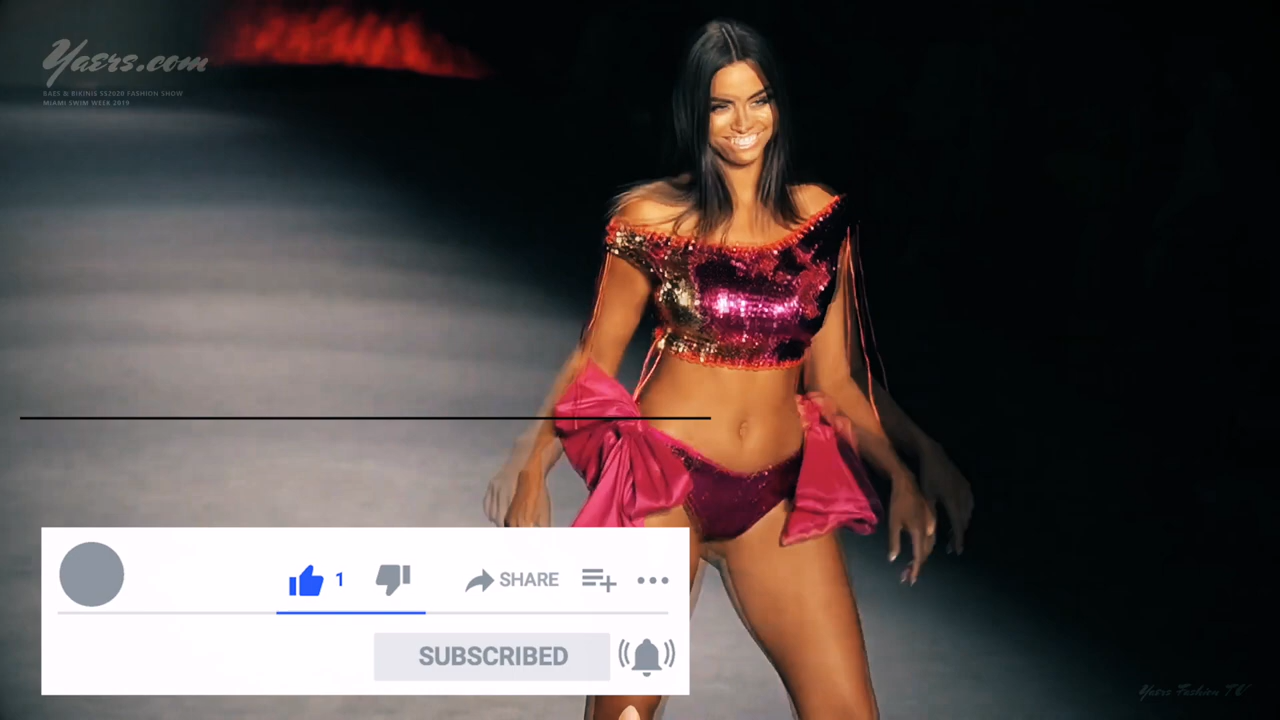 Yaers.com
BAES & BIKINIS SS2020 FASHION SHOW
MIAMI SWIM WEEK 2019
1
SHARE
SUBSCRIBED
Yaers Fashion TV